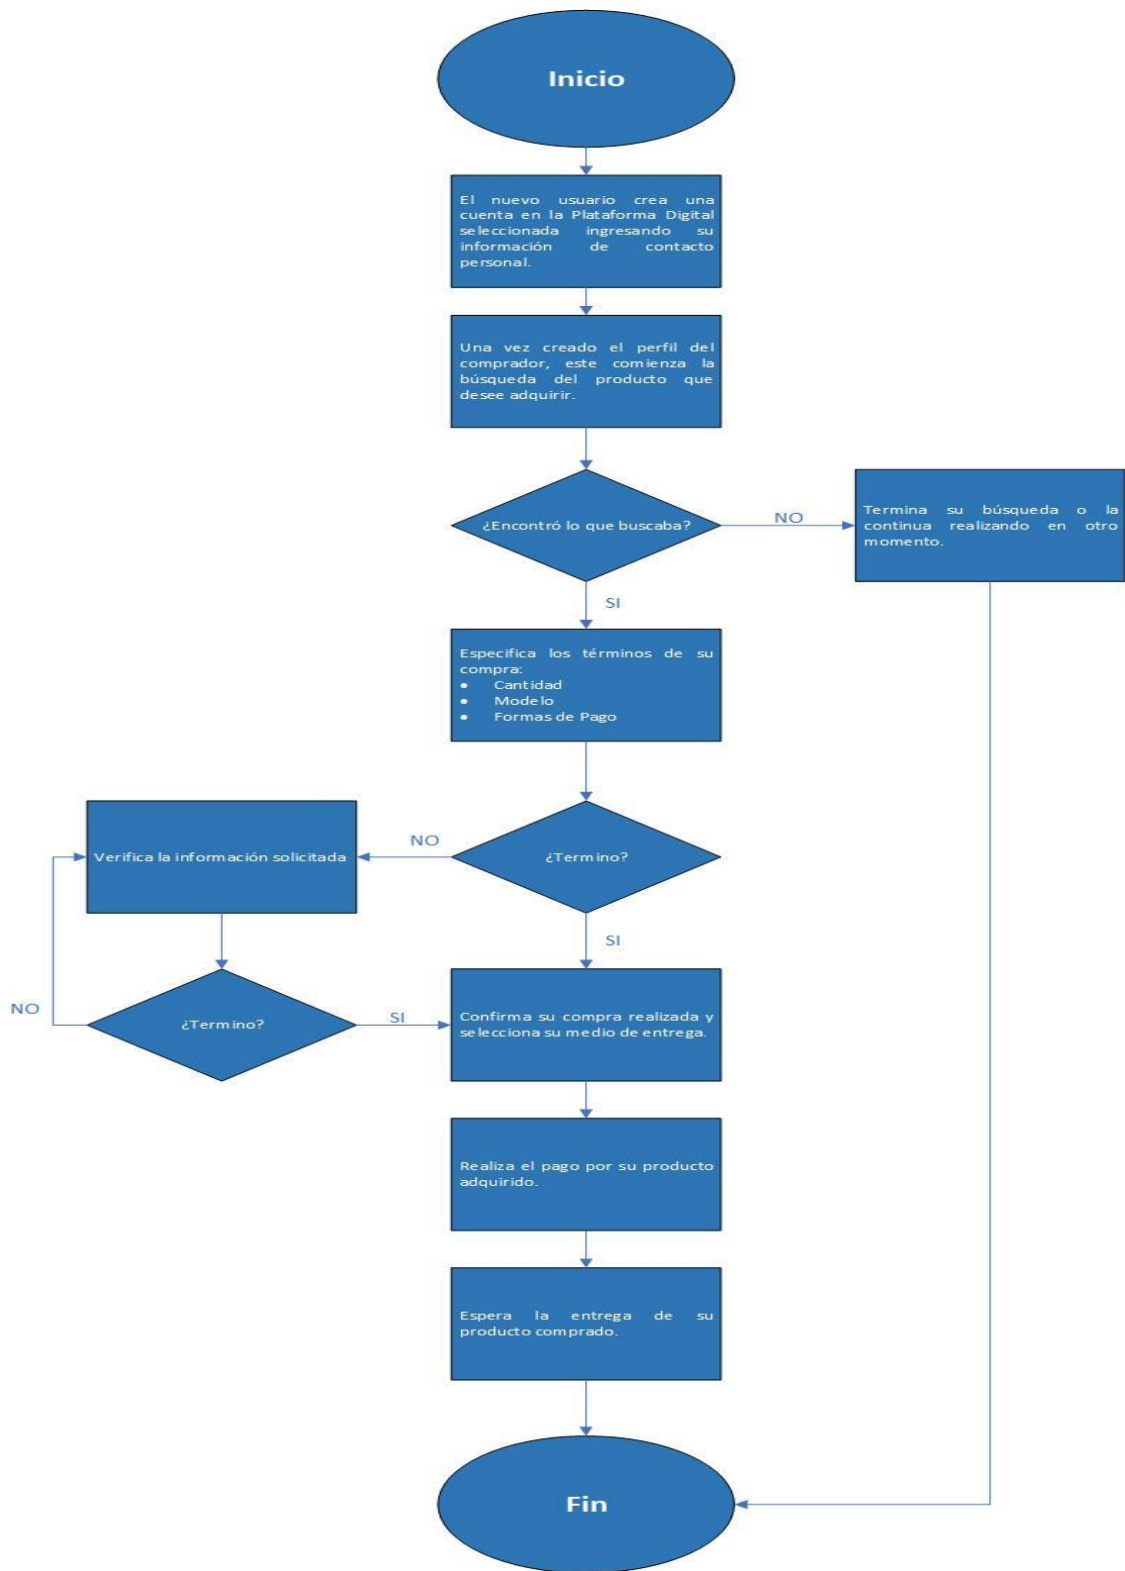 Inicio
El nuevo usuario crea una
cuenta en la Plataforma Digital
seleccionada ingresando su
información de contacto
personal.
Una vez creado el perfil del
comprador, este comienza la
búsqueda del producto que
desee adquirir.
¿Encontró lo que buscaba?
NO
Termina su búsqueda o la
continua realizando en otro
momento.
SI
Especifica los términos de su
compra:
• Cantidad
• Modelo
• Formas de Pago
¿Termino?
NO
Verifica la información solicitada
SI
¿Termino?
NO
SI
Confirma su compra realizada y
selecciona su medio de entrega.
Realiza el pago por su producto
adquirido.
Espera la entrega de su
producto comprado.
Fin